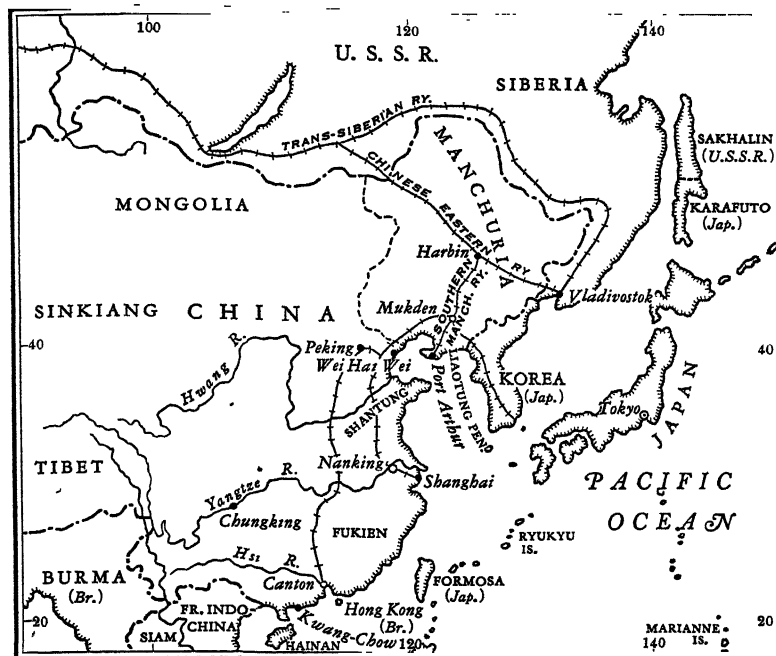 100
120
140
U. S. S. R.
SIBERIA
TRANS-SIBERIAN RY.
SAKHALIN
(U.S.S.R.)
MANCHURIA
CHINESE EASTERN RY
KARAFUTO
(Jap.)
MONGOLIA
Harbin
SOUTHERN
MANCH. RY.
Vladivostok
SINKIANG
CHINA
Mukden
40
Peking
Wei Hai Wei
40
Hwang R.
Port Arthur
LIAOTUNG PENᴰ
KOREA
(Jap.)
SHANTUNG
Tokyo
JAPAN
TIBET
Nanking
Shanghai
PACIFIC
OCEAN
Yangtze R.
Chungking
FUKIEN
RYUKYU
IS.
Hsi R.
BURMA
(Br.)
Canton
FORMOSA
(Jap.)
FR. INDO-
CHINA
Hong Kong
(Br.)
Kwang-Chow
20
SIAM
HAINAN
120
140
MARIANNE
IS.
20